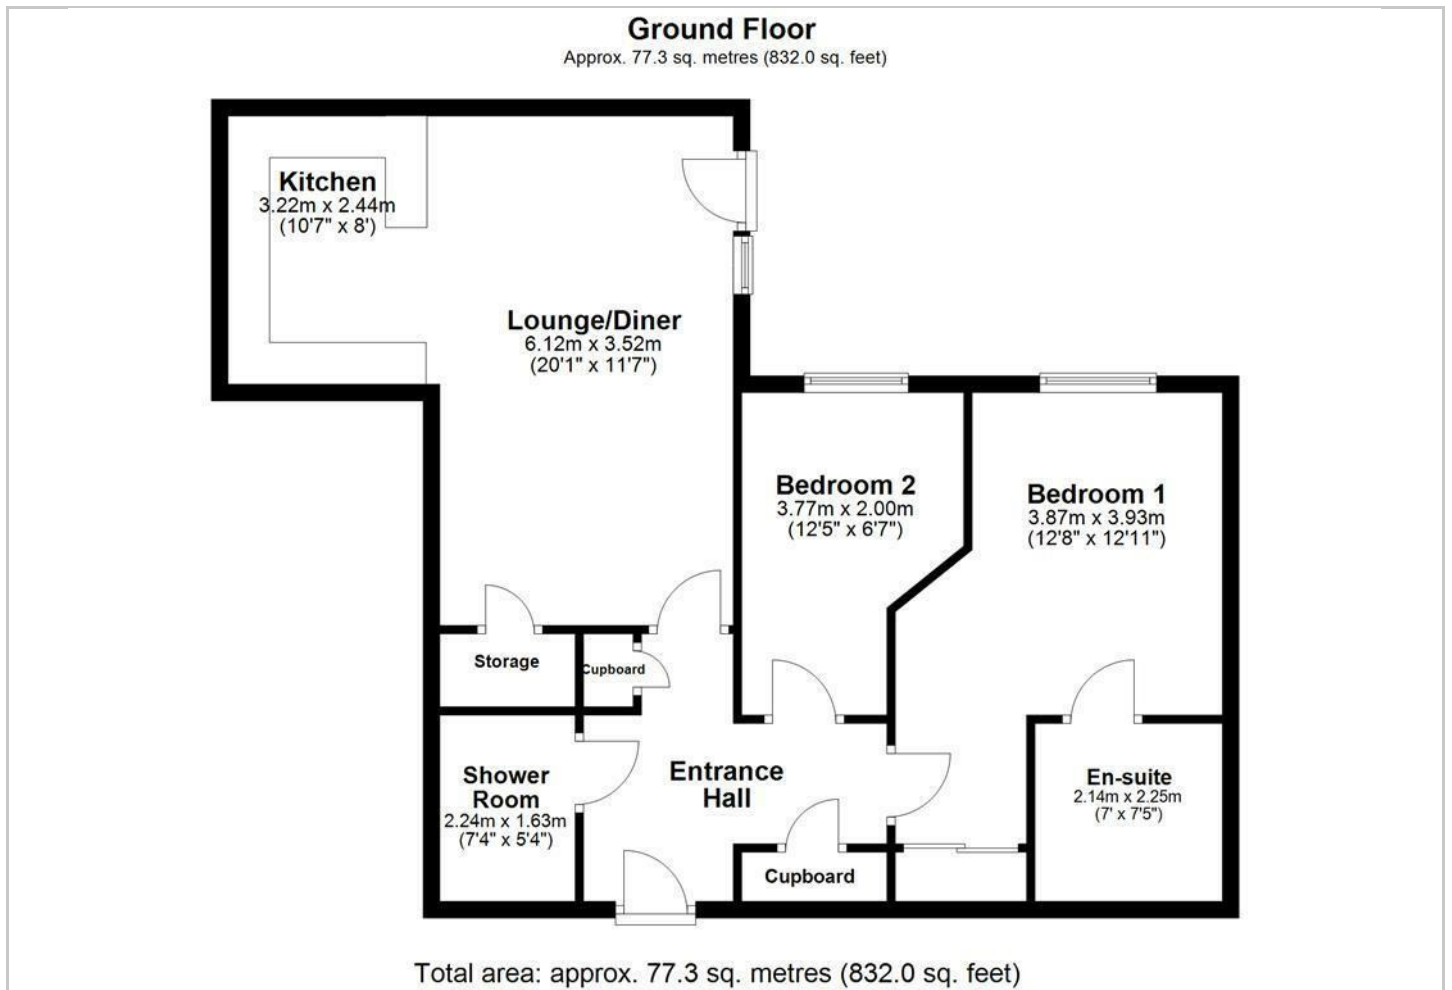 Ground Floor
Approx. 77.3 sq. metres (832.0 sq. feet)
Kitchen
3.22m x 2.44m
(10'7" x 8')
Lounge/Diner
6.12m x 3.52m
(20'1" x 11'7")
Bedroom 2
3.77m x 2.00m
(12'5" x 6'7")
Bedroom 1
3.87m x 3.93m
(12'8" x 12'11")
Storage
Cupboard
Shower
Room
2.24m x 1.63m
(7'4" x 5'4")
Entrance
Hall
En-suite
2.14m x 2.25m
(7' x 7'5")
Cupboard
Total area: approx. 77.3 sq. metres (832.0 sq. feet)